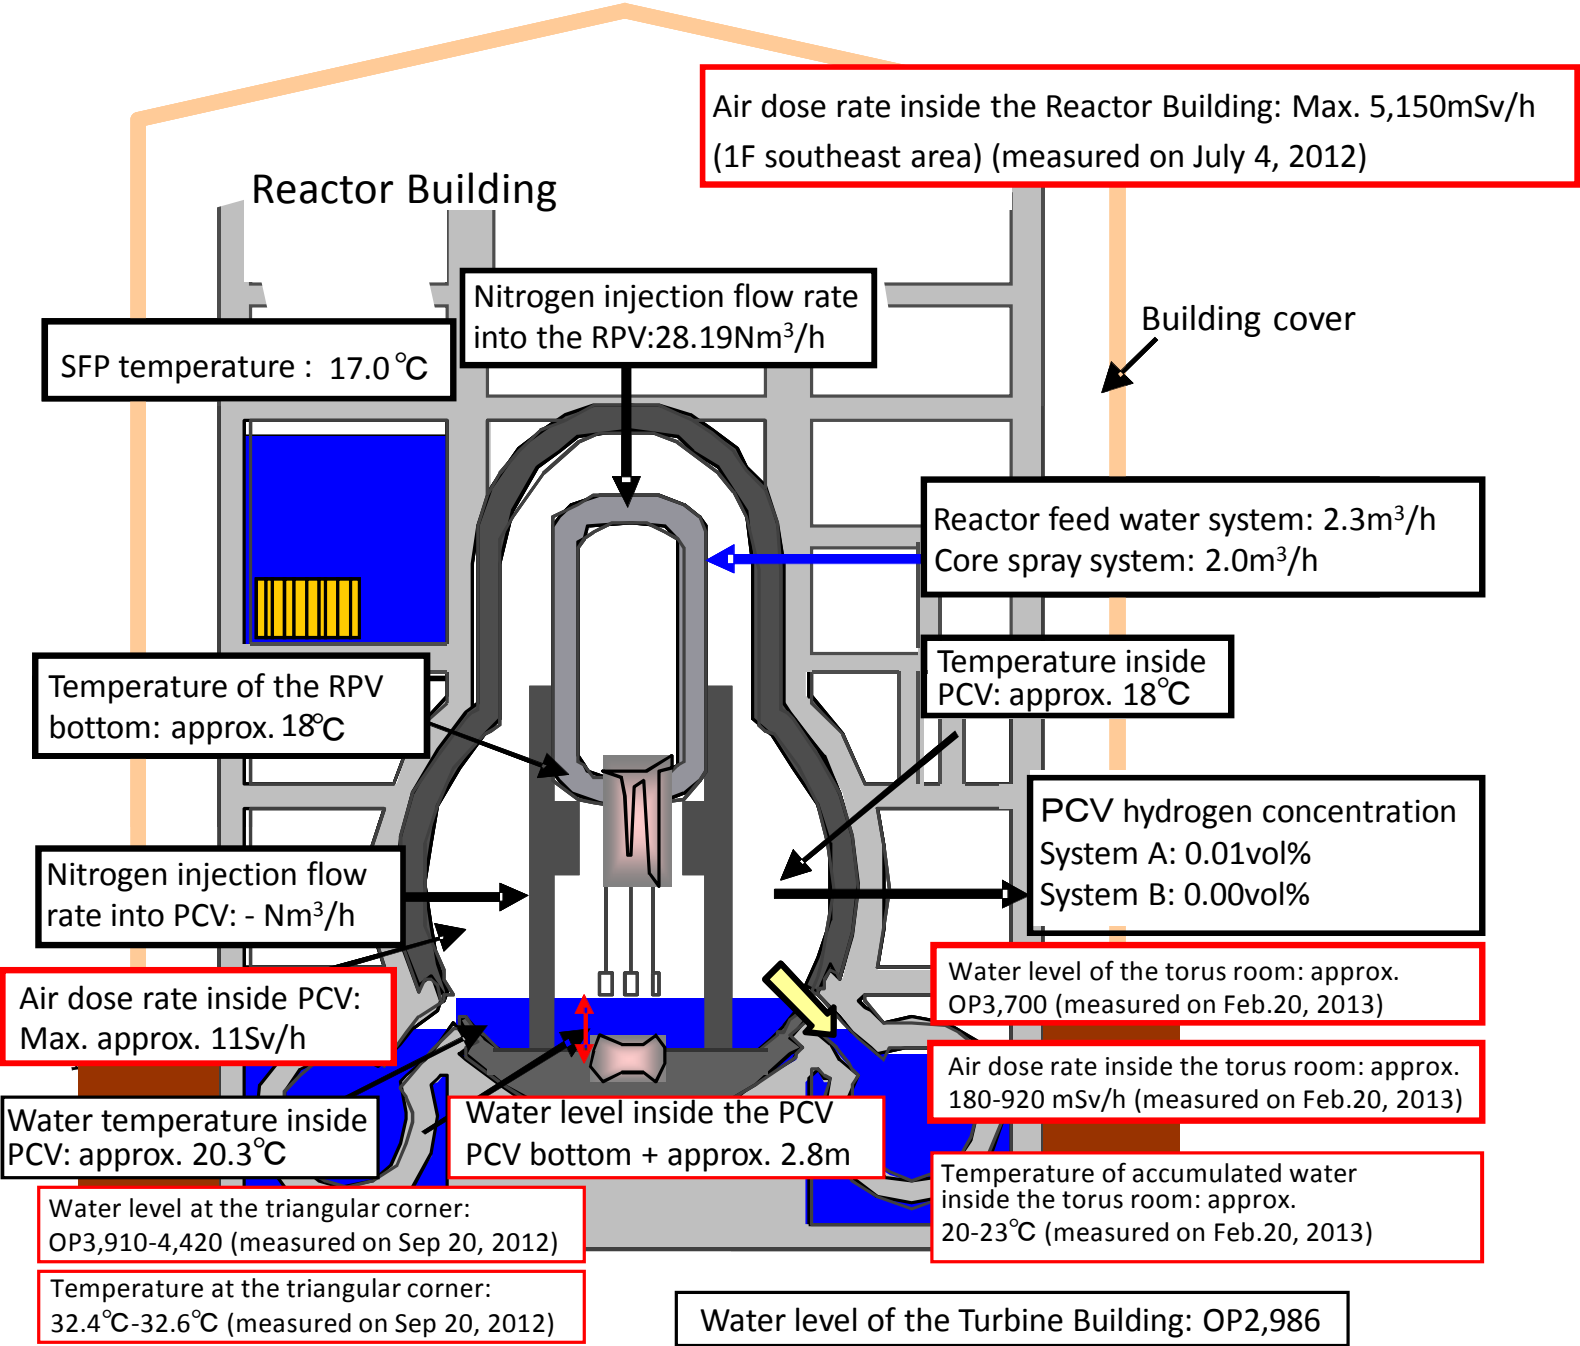 Air dose rate inside the Reactor Building: Max. 5,150mSv/h
(1F southeast area) (measured on July 4, 2012)
Reactor Building
Nitrogen injection flow rate
into the RPV:28.19Nm³/h
Building cover
SFP temperature : 17.0℃
Reactor feed water system: 2.3m³/h
Core spray system: 2.0m³/h
Temperature of the RPV
bottom: approx. 18℃
Temperature inside
PCV: approx. 18℃
PCV hydrogen concentration
System A: 0.01vol%
System B: 0.00vol%
Nitrogen injection flow
rate into PCV: - Nm³/h
Water level of the torus room: approx.
OP3,700 (measured on Feb.20, 2013)
Air dose rate inside PCV:
Max. approx. 11Sv/h
Air dose rate inside the torus room: approx.
180-920 mSv/h (measured on Feb.20, 2013)
Water temperature inside
PCV: approx. 20.3℃
Water level inside the PCV
PCV bottom + approx. 2.8m
Temperature of accumulated water
inside the torus room: approx.
20-23℃ (measured on Feb.20, 2013)
Water level at the triangular corner:
OP3,910-4,420 (measured on Sep 20, 2012)
Temperature at the triangular corner:
32.4℃-32.6℃ (measured on Sep 20, 2012)
Water level of the Turbine Building: OP2,986